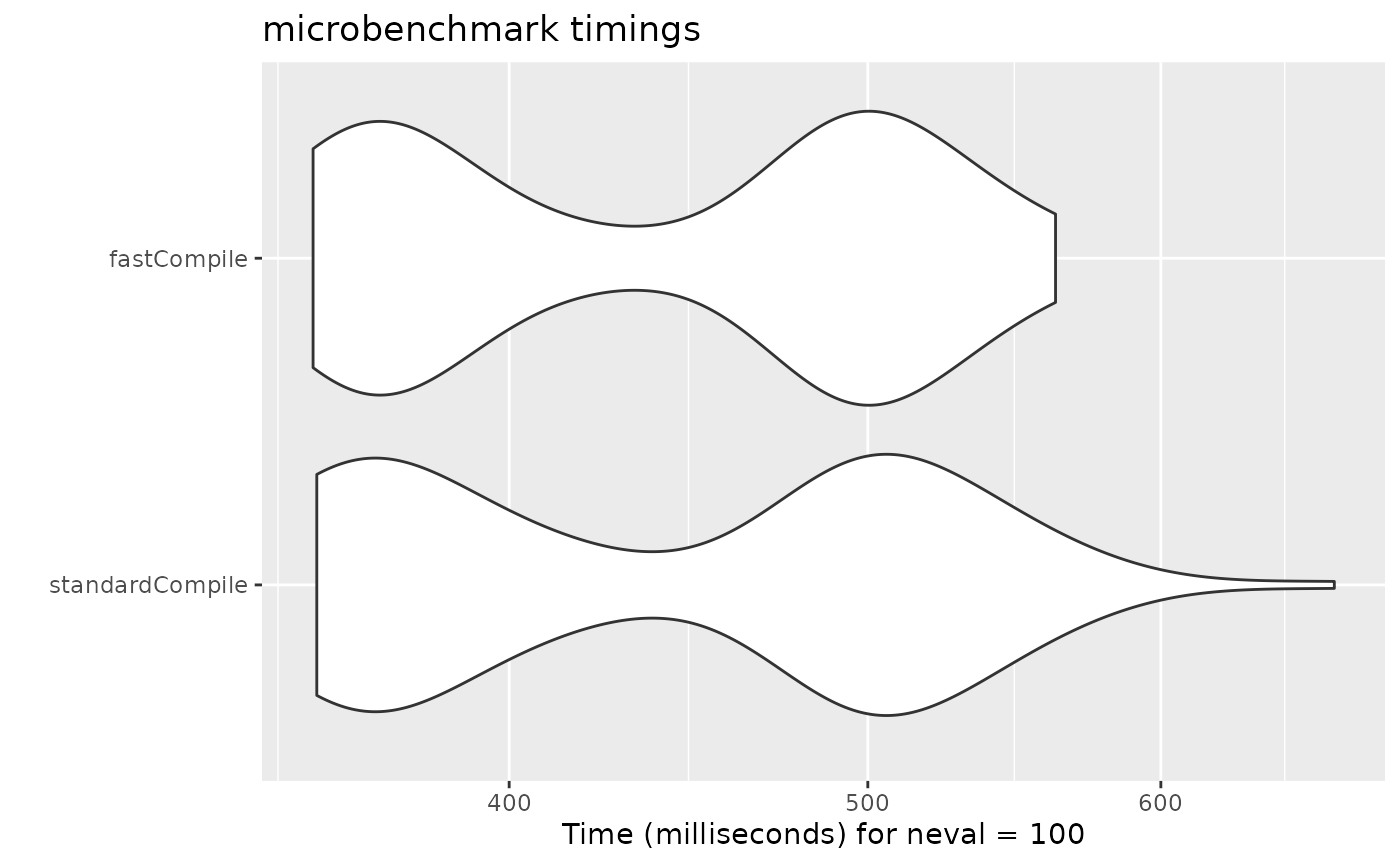 microbenchmark timings
fastCompile
standardCompile
400 500 600
Time (milliseconds) for neval = 100